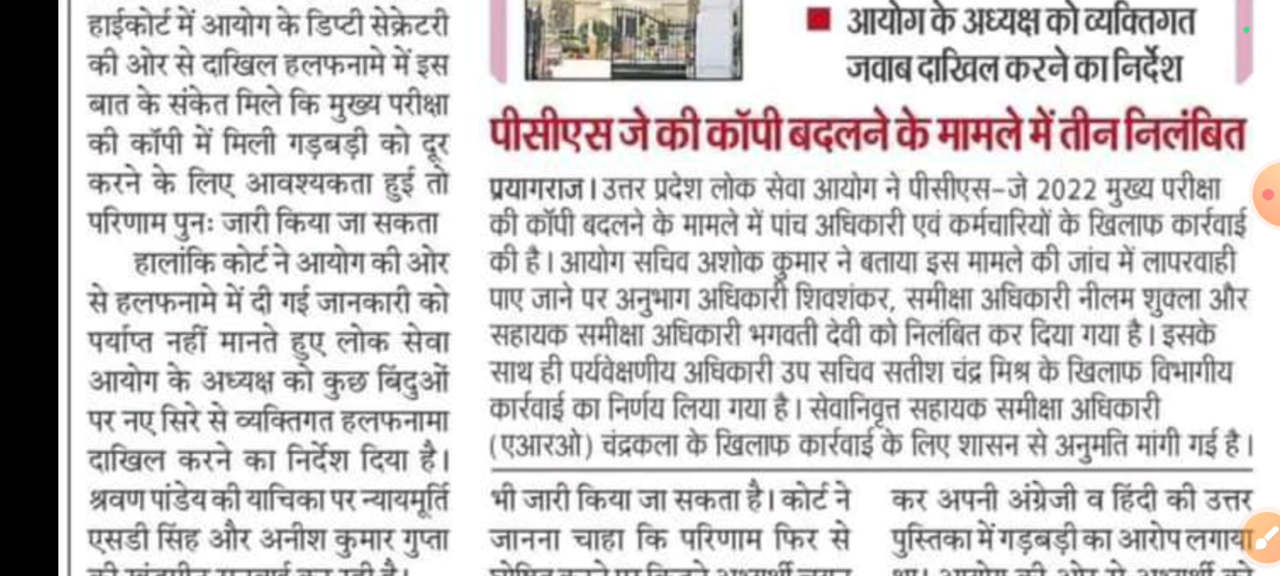 हाईकोर्ट में आयोग के डिप्टी सेक्रेटरी
की ओर से दाखिल हलफनामे में इस
बात के संकेत मिले कि मुख्य परीक्षा
की कॉपी में मिली गड़बड़ी को दूर
करने के लिए आवश्यकता हुई तो
परिणाम पुनः जारी किया जा सकता
हालांकि कोर्ट ने आयोग की ओर
से हलफनामे में दी गई जानकारी को
पर्याप्त नहीं मानते हुए लोक सेवा
आयोग के अध्यक्ष को कुछ बिंदुओं
पर नए सिरे से व्यक्तिगत हलफनामा
दाखिल करने का निर्देश दिया है।
श्रवण पांडेय की याचिका पर न्यायमूर्ति
एसडी सिंह और अनीश कुमार गुप्ता
आयोग के अध्यक्ष को व्यक्तिगत
जवाब दाखिल करने का निर्देश
पीसीएस जे की कॉपी बदलने के मामले में तीन निलंबित
प्रयागराज। उत्तर प्रदेश लोक सेवा आयोग ने पीसीएस-जे 2022 मुख्य परीक्षा
की कॉपी बदलने के मामले में पांच अधिकारी एवं कर्मचारियों के खिलाफ कार्रवाई
की है। आयोग सचिव अशोक कुमार ने बताया इस मामले की जांच में लापरवाही
पाए जाने पर अनुभाग अधिकारी शिवशंकर, समीक्षा अधिकारी नीलम शुक्ला और
सहायक समीक्षा अधिकारी भगवती देवी को निलंबित कर दिया गया है। इसके
साथ ही पर्यवेक्षणीय अधिकारी उप सचिव सतीश चंद्र मिश्र के खिलाफ विभागीय
कार्रवाई का निर्णय लिया गया है। सेवानिवृत्त सहायक समीक्षा अधिकारी
(एआरओ) चंद्रकला के खिलाफ कार्रवाई के लिए शासन से अनुमति मांगी गई है।
भी जारी किया जा सकता है। कोर्ट ने
जानना चाहा कि परिणाम फिर से
कर अपनी अंग्रेजी व हिंदी की उत्तर
पुस्तिका में गड़बड़ी का आरोप लगाया